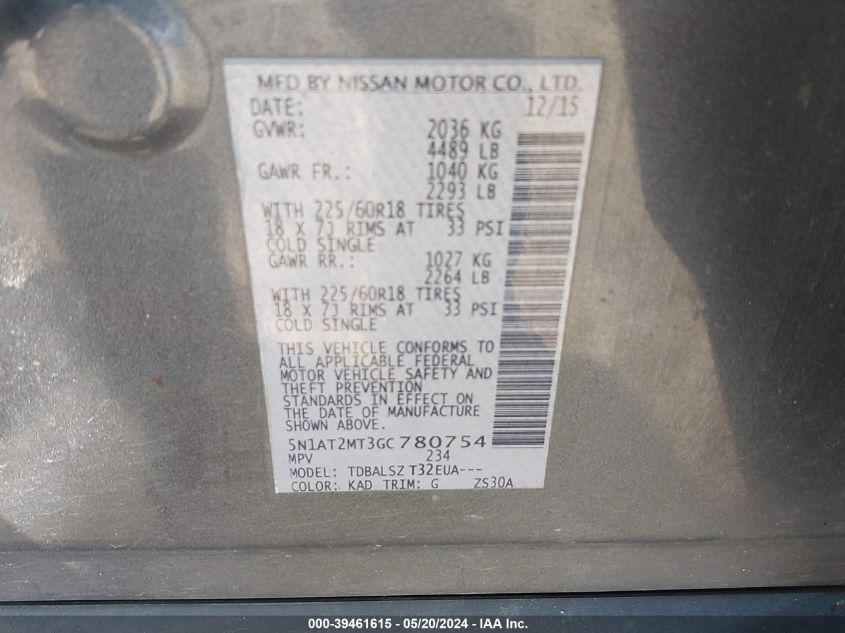 MFD BY NISSAN MOTOR CO., LTD.
DATE: 12/15
GVWR: 2036 KG
4489 LB
GAWR FR.: 1040 KG
2293 LB
WITH 225/60R18 TIRES
18 X 7J RIMS AT 33 PSI
COLD SINGLE
GAWR RR.: 1027 KG
2264 LB
WITH 225/60R18 TIRES
18 X 7J RIMS AT 33 PSI
COLD SINGLE
THIS VEHICLE CONFORMS TO
ALL APPLICABLE FEDERAL
MOTOR VEHICLE SAFETY AND
THEFT PREVENTION
STANDARDS IN EFFECT ON
THE DATE OF MANUFACTURE
SHOWN ABOVE.
5N1AT2MT3GC780754
MPV 234
MODEL: TDBALSZ T32EUA---
COLOR: KAD TRIM: G ZS30A
000-39461615 - 05/20/2024 - IAA Inc.